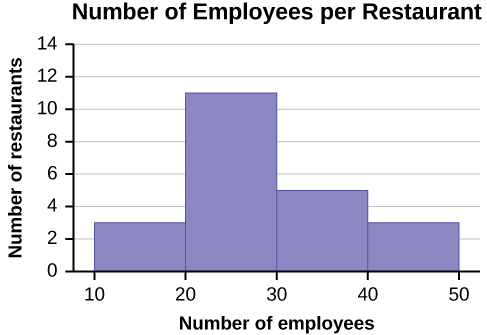 Number of Employees per Restaurant
Number of restaurants
14
12
10
8
6
4
2
0
10 20 30 40 50
Number of employees